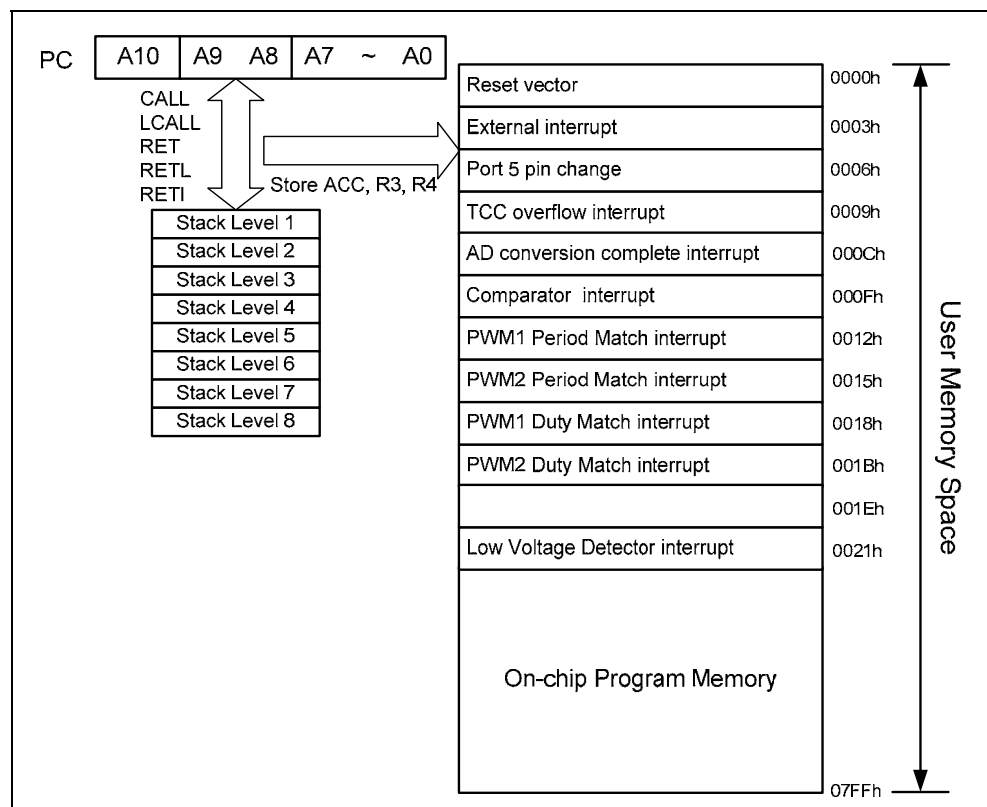 PC A10 A9 A8 A7 ~ A0
CALL
LCALL
RET
RETL
RETI
Store ACC, R3, R4
Stack Level 1
Stack Level 2
Stack Level 3
Stack Level 4
Stack Level 5
Stack Level 6
Stack Level 7
Stack Level 8
Reset vector 0000h
External interrupt 0003h
Port 5 pin change 0006h
TCC overflow interrupt 0009h
AD conversion complete interrupt 000Ch
Comparator interrupt 000Fh
PWM1 Period Match interrupt 0012h
PWM2 Period Match interrupt 0015h
PWM1 Duty Match interrupt 0018h
PWM2 Duty Match interrupt 001Bh
001Eh
Low Voltage Detector interrupt 0021h
On-chip Program Memory
07FFh
User Memory Space